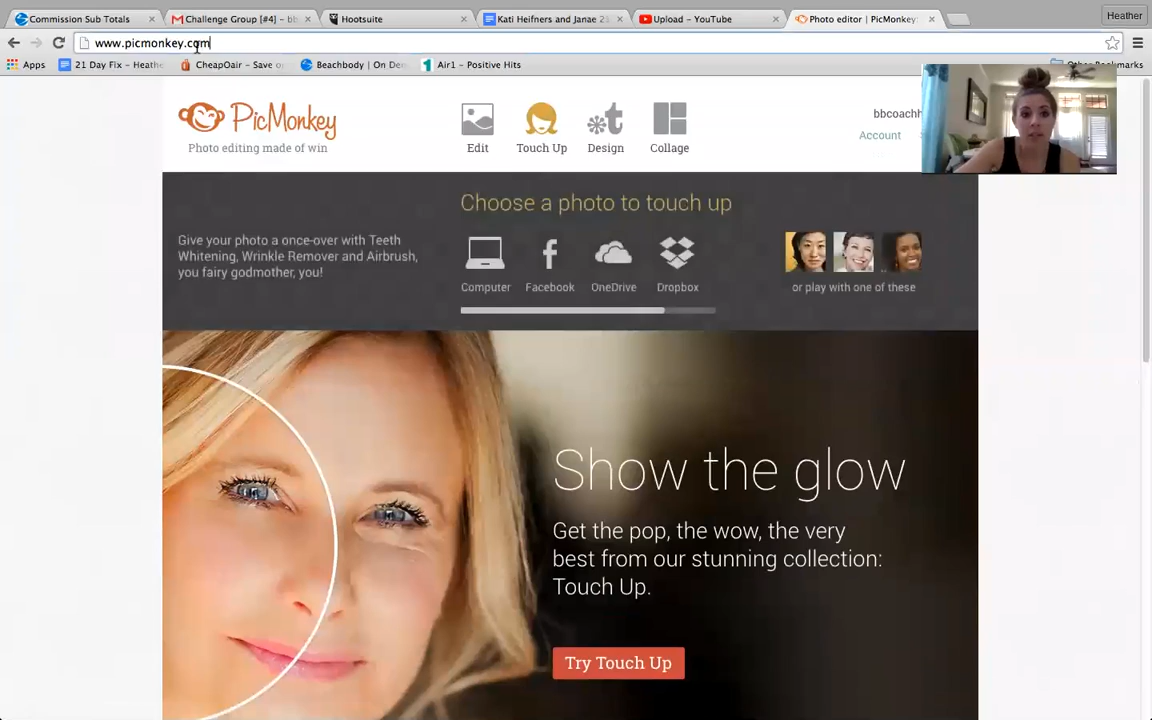 Commission Sub Totals
Challenge Group [#4] – bb
Hootsuite
Kati Heifners and Janae 23
Upload – YouTube
Photo editor | PicMonkey:
Heather
www.picmonkey.com
Apps
21 Day Fix – Heathe
CheapOair – Save o
Beachbody | On De
Air1 – Positive Hits
Other Bookmarks
PicMonkey
Photo editing made of win
Edit
Touch Up
Design
Collage
bbcoachh
Account
Choose a photo to touch up
Give your photo a once-over with Teeth
Whitening, Wrinkle Remover and Airbrush,
you fairy godmother, you!
Computer
Facebook
OneDrive
Dropbox
or play with one of these
Show the glow
Get the pop, the wow, the very
best from our stunning collection:
Touch Up.
Try Touch Up